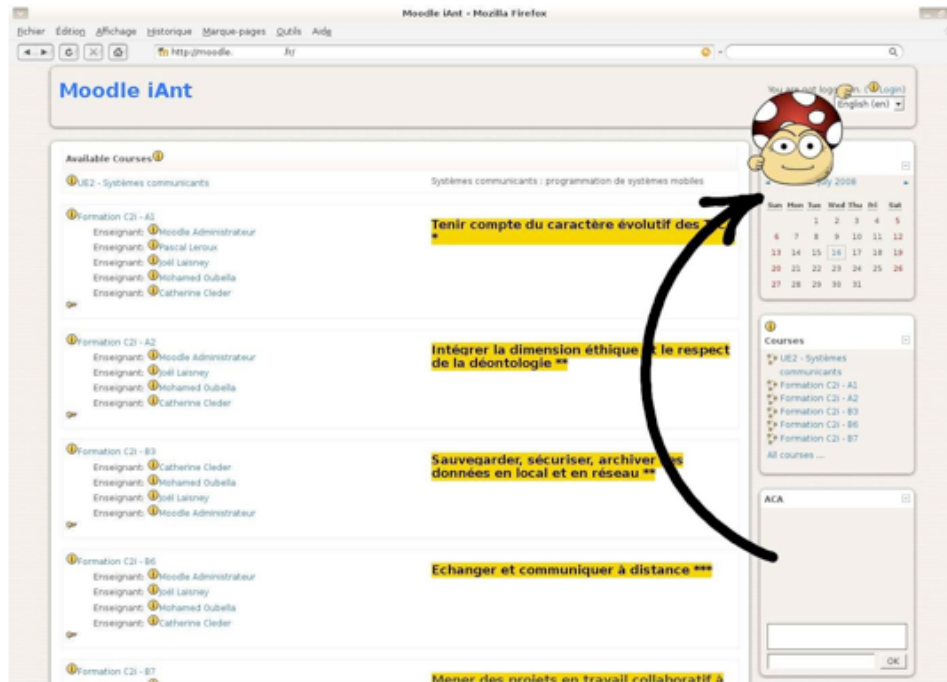 Moodle iAnt - Mozilla Firefox
Fichier Édition Affichage Historique Marque-pages Outils Aide
http://moodle. .fr/
Moodle iAnt
You are not logg n. (Login)
English (en)
Available Courses
UE2 - Systèmes communicants
Systèmes communicants : programmation de systèmes mobiles
Formation C2i - A1
Enseignant: Moodle Administrateur
Enseignant: Pascal Leroux
Enseignant: Joël Laisney
Enseignant: Mohamed Oubella
Enseignant: Catherine Cleder
Tenir compte du caractère évolutif des
*
Formation C2i - A2
Enseignant: Moodle Administrateur
Enseignant: Joël Laisney
Enseignant: Mohamed Oubella
Enseignant: Catherine Cleder
Intégrer la dimension éthique et le respect
de la déontologie **
Formation C2i - B3
Enseignant: Catherine Cleder
Enseignant: Mohamed Oubella
Enseignant: Joël Laisney
Enseignant: Moodle Administrateur
Sauvegarder, sécuriser, archiver ses
données en local et en réseau **
Formation C2i - B6
Enseignant: Moodle Administrateur
Enseignant: Joël Laisney
Enseignant: Mohamed Oubella
Enseignant: Catherine Cleder
Echanger et communiquer à distance ***
Formation C2i - B7
Mener des projets en travail collaboratif à
July 2008
Sun Mon Tue Wed Thu Fri Sat
1 2 3 4 5
6 7 8 9 10 11 12
13 14 15 16 17 18 19
20 21 22 23 24 25 26
27 28 29 30 31
Courses
UE2 - Systèmes
communicants
Formation C2i - A1
Formation C2i - A2
Formation C2i - B3
Formation C2i - B6
Formation C2i - B7
All courses ...
ACA
OK